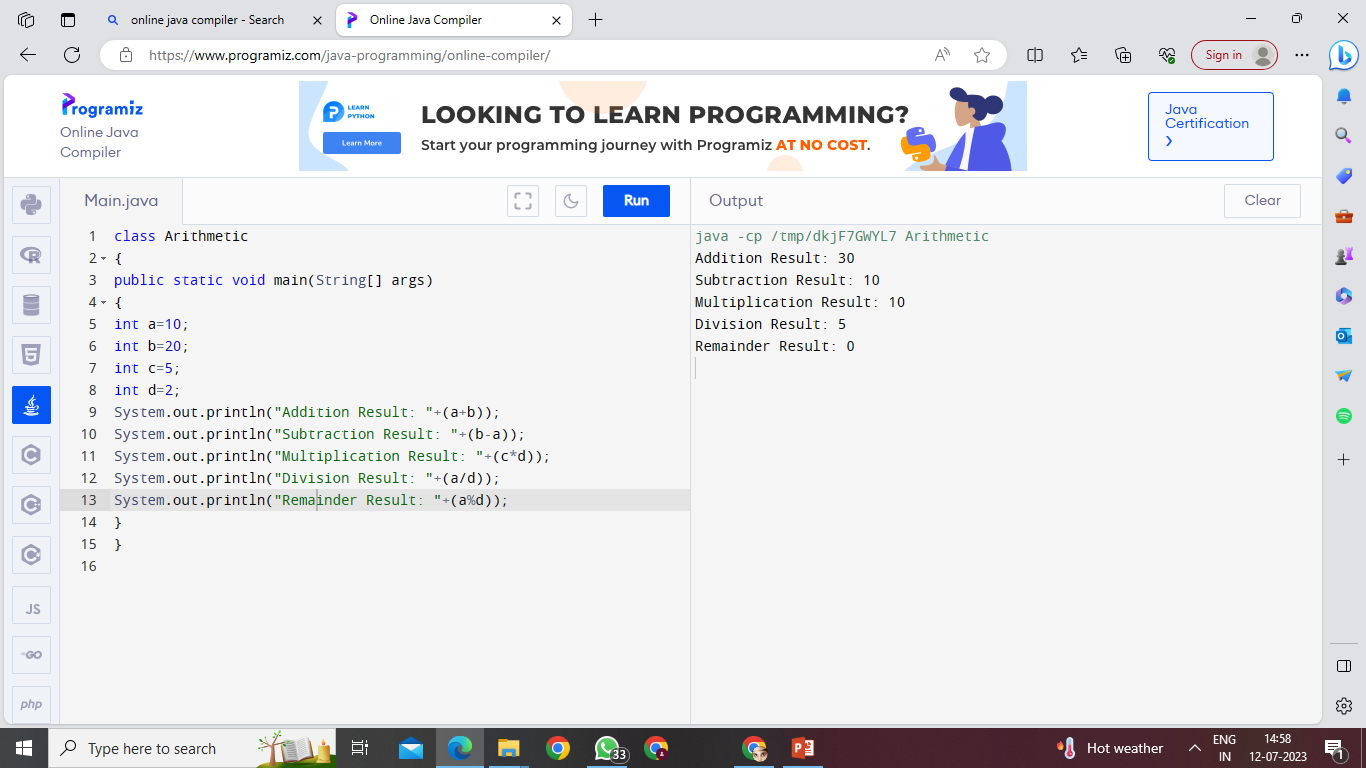 online java compiler - Search
Online Java Compiler
https://www.programiz.com/java-programming/online-compiler/
Sign in
Programiz
Online Java
Compiler
LEARN
PYTHON
Learn More
LOOKING TO LEARN PROGRAMMING?
Start your programming journey with Programiz AT NO COST.
Java
Certification
Main.java
Run
Output
Clear
1 class Arithmetic
2 {
3 public static void main(String[] args)
4 {
5 int a=10;
6 int b=20;
7 int c=5;
8 int d=2;
9 System.out.println("Addition Result: "+(a+b));
10 System.out.println("Subtraction Result: "+(b-a));
11 System.out.println("Multiplication Result: "+(c*d));
12 System.out.println("Division Result: "+(a/d));
13 System.out.println("Remainder Result: "+(a%d));
14 }
15 }
16
java -cp /tmp/dkjF7GWYL7 Arithmetic
Addition Result: 30
Subtraction Result: 10
Multiplication Result: 10
Division Result: 5
Remainder Result: 0
JS
GO
php
Type here to search
33
Hot weather
ENG
IN
14:58
12-07-2023
1